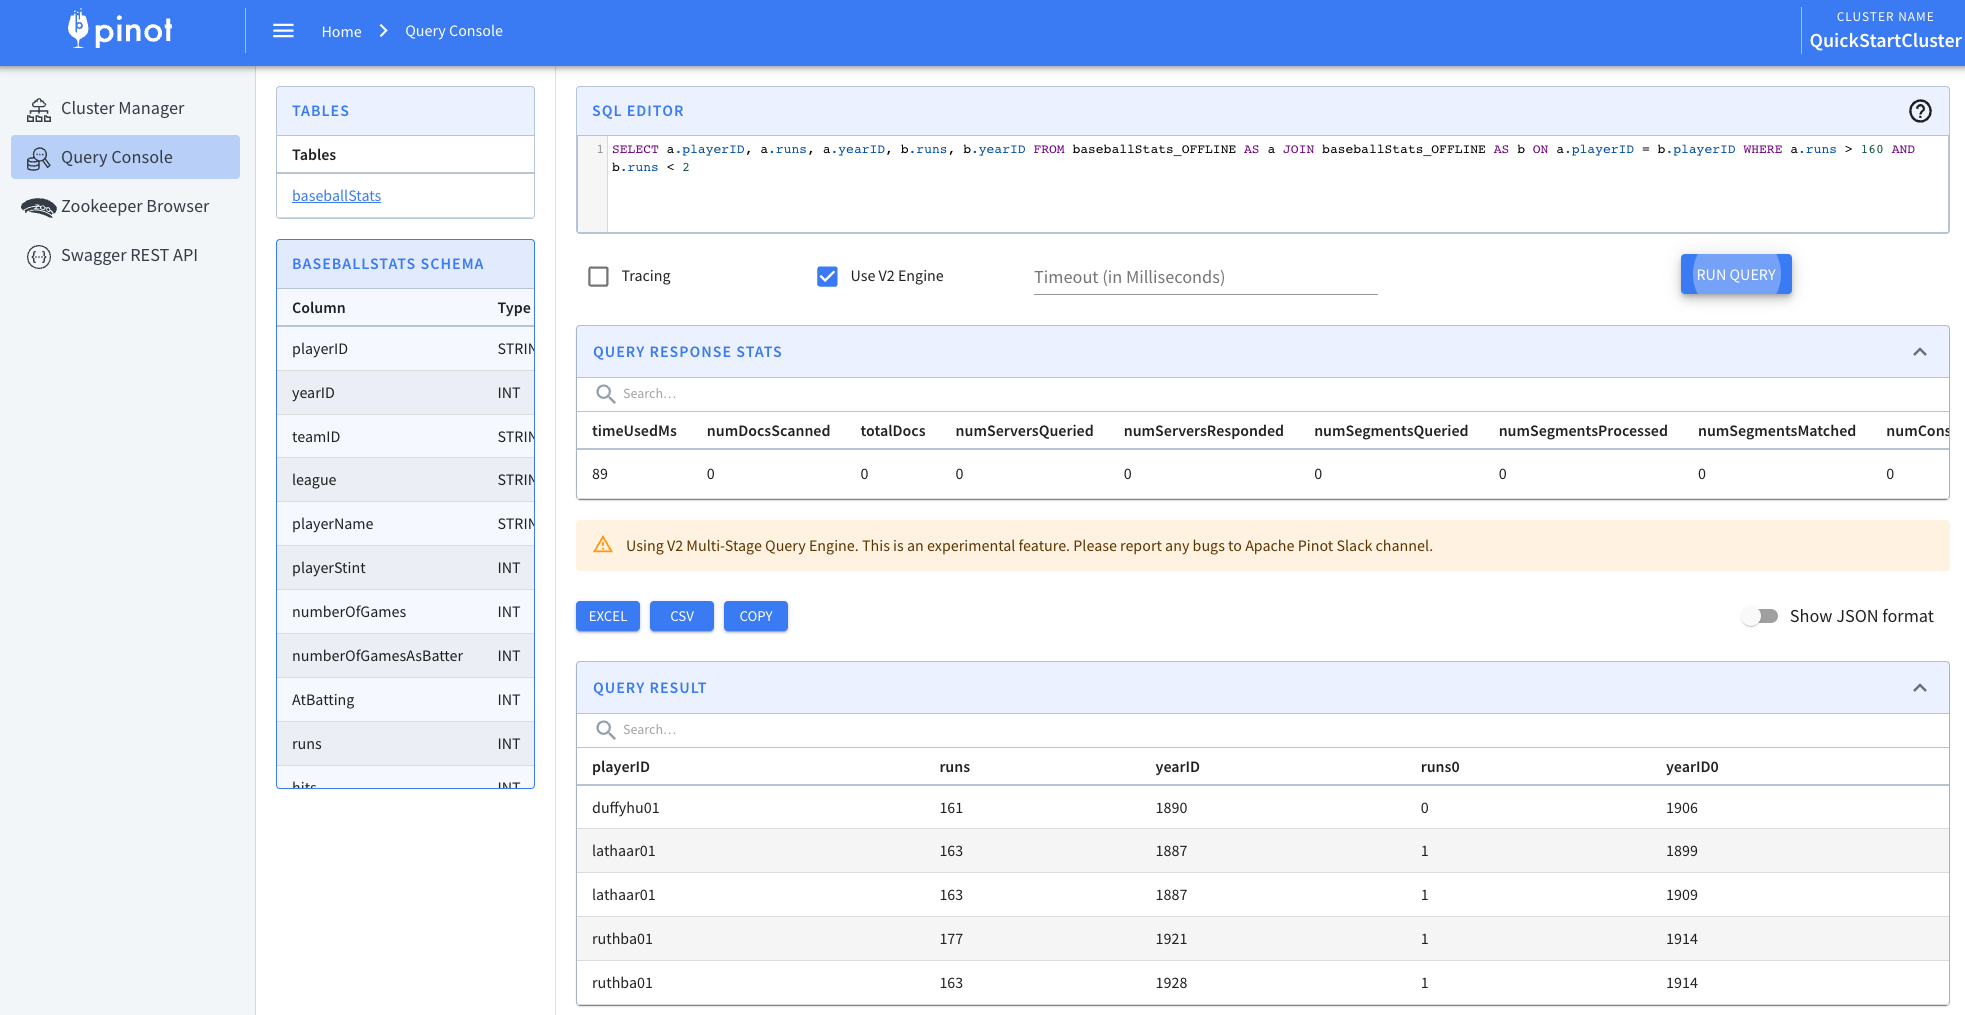 pinot
Home
Query Console
CLUSTER NAME
QuickStartCluster
Cluster Manager
Query Console
Zookeeper Browser
Swagger REST API
TABLES
Tables
baseballStats
BASEBALLSTATS SCHEMA
Column Type
playerID STRIN
yearID INT
teamID STRIN
league STRIN
playerName STRIN
playerStint INT
numberOfGames INT
numberOfGamesAsBatter INT
AtBatting INT
runs INT
hits INT
SQL EDITOR
1 SELECT a.playerID, a.runs, a.yearID, b.runs, b.yearID FROM baseballStats_OFFLINE AS a JOIN baseballStats_OFFLINE AS b ON a.playerID = b.playerID WHERE a.runs > 160 AND
b.runs < 2
Tracing
Use V2 Engine
Timeout (in Milliseconds)
RUN QUERY
QUERY RESPONSE STATS
Search…
timeUsedMs numDocsScanned totalDocs numServersQueried numServersResponded numSegmentsQueried numSegmentsProcessed numSegmentsMatched numCons
89 0 0 0 0 0 0 0 0
Using V2 Multi-Stage Query Engine. This is an experimental feature. Please report any bugs to Apache Pinot Slack channel.
EXCEL
CSV
COPY
Show JSON format
QUERY RESULT
Search…
playerID runs yearID runs0 yearID0
duffyhu01 161 1890 0 1906
lathaar01 163 1887 1 1899
lathaar01 163 1887 1 1909
ruthba01 177 1921 1 1914
ruthba01 163 1928 1 1914